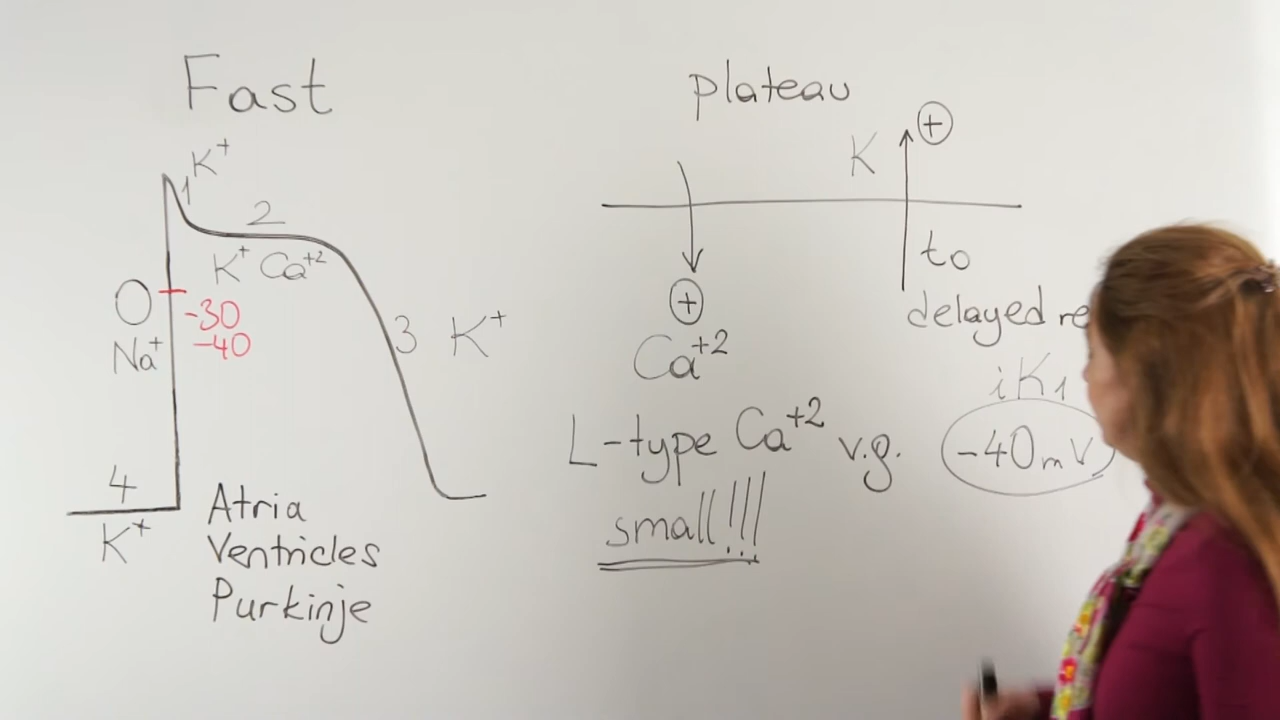 Fast
K+
1
2
K+ Ca+2
O
-30
-40
Na+
3 K+
4
K+
Atria
Ventricles
Purkinje
plateau
K +
to
+
delayed re
Ca+2
iK1
L-type Ca+2 v.g. -40mV
small!!!